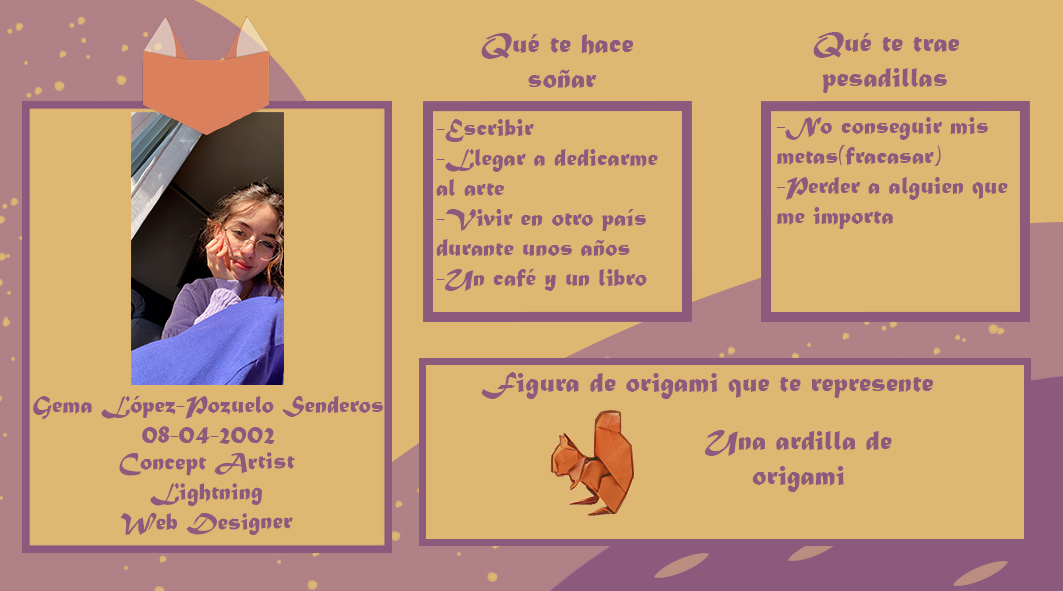 Gema López-Pozuelo Senderos
08-04-2002
Concept Artist
Lightning
Web Designer
Qué te hace
soñar
-Escribir
-Llegar a dedicarme
al arte
-Vivir en otro país
durante unos años
-Un café y un libro
Qué te trae
pesadillas
-No conseguir mis
metas(fracasar)
-Perder a alguien que
me importa
Figura de origami que te represente
Una ardilla de
origami